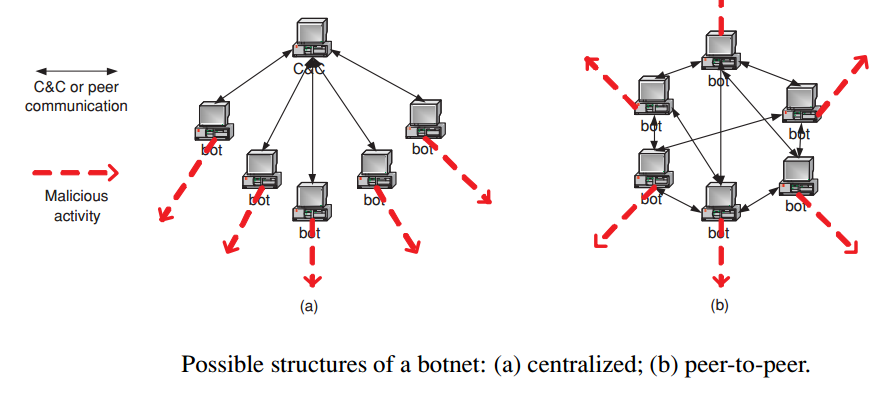 C&C
C&C or peer
communication
bot
bot
bot
bot
bot
Malicious
activity
(a)
bot
bot
bot
bot
bot
bot
(b)
Possible structures of a botnet: (a) centralized; (b) peer-to-peer.